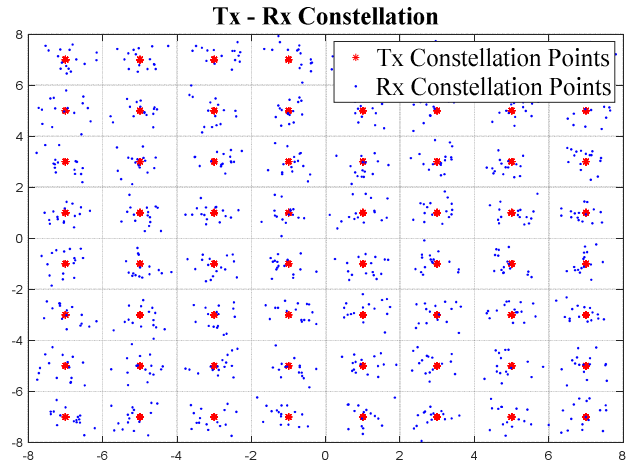 Tx - Rx Constellation
Tx Constellation Points
Rx Constellation Points
8
6
4
2
0
-2
-4
-6
-8
-8 -6 -4 -2 0 2 4 6 8